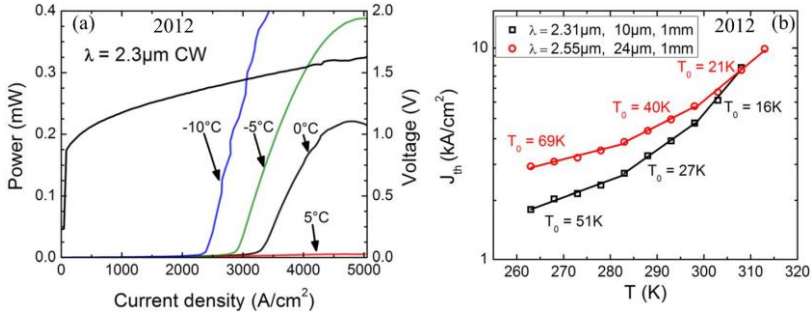 (a)
2012
λ = 2.3µm CW
-10°C
-5°C
0°C
5°C
Power (mW)
0.4
0.3
0.2
0.1
0.0
Voltage (V)
2.0
1.5
1.0
0.5
0.0
0
1000
2000
3000
4000
5000
Current density (A/cm²)
(b)
2012
λ = 2.31µm, 10µm, 1mm
λ = 2.55µm, 24µm, 1mm
T₀ = 21K
T₀ = 40K
T₀ = 69K
T₀ = 16K
T₀ = 27K
T₀ = 51K
J_th (kA/cm²)
10
1
260
270
280
290
300
310
320
T (K)